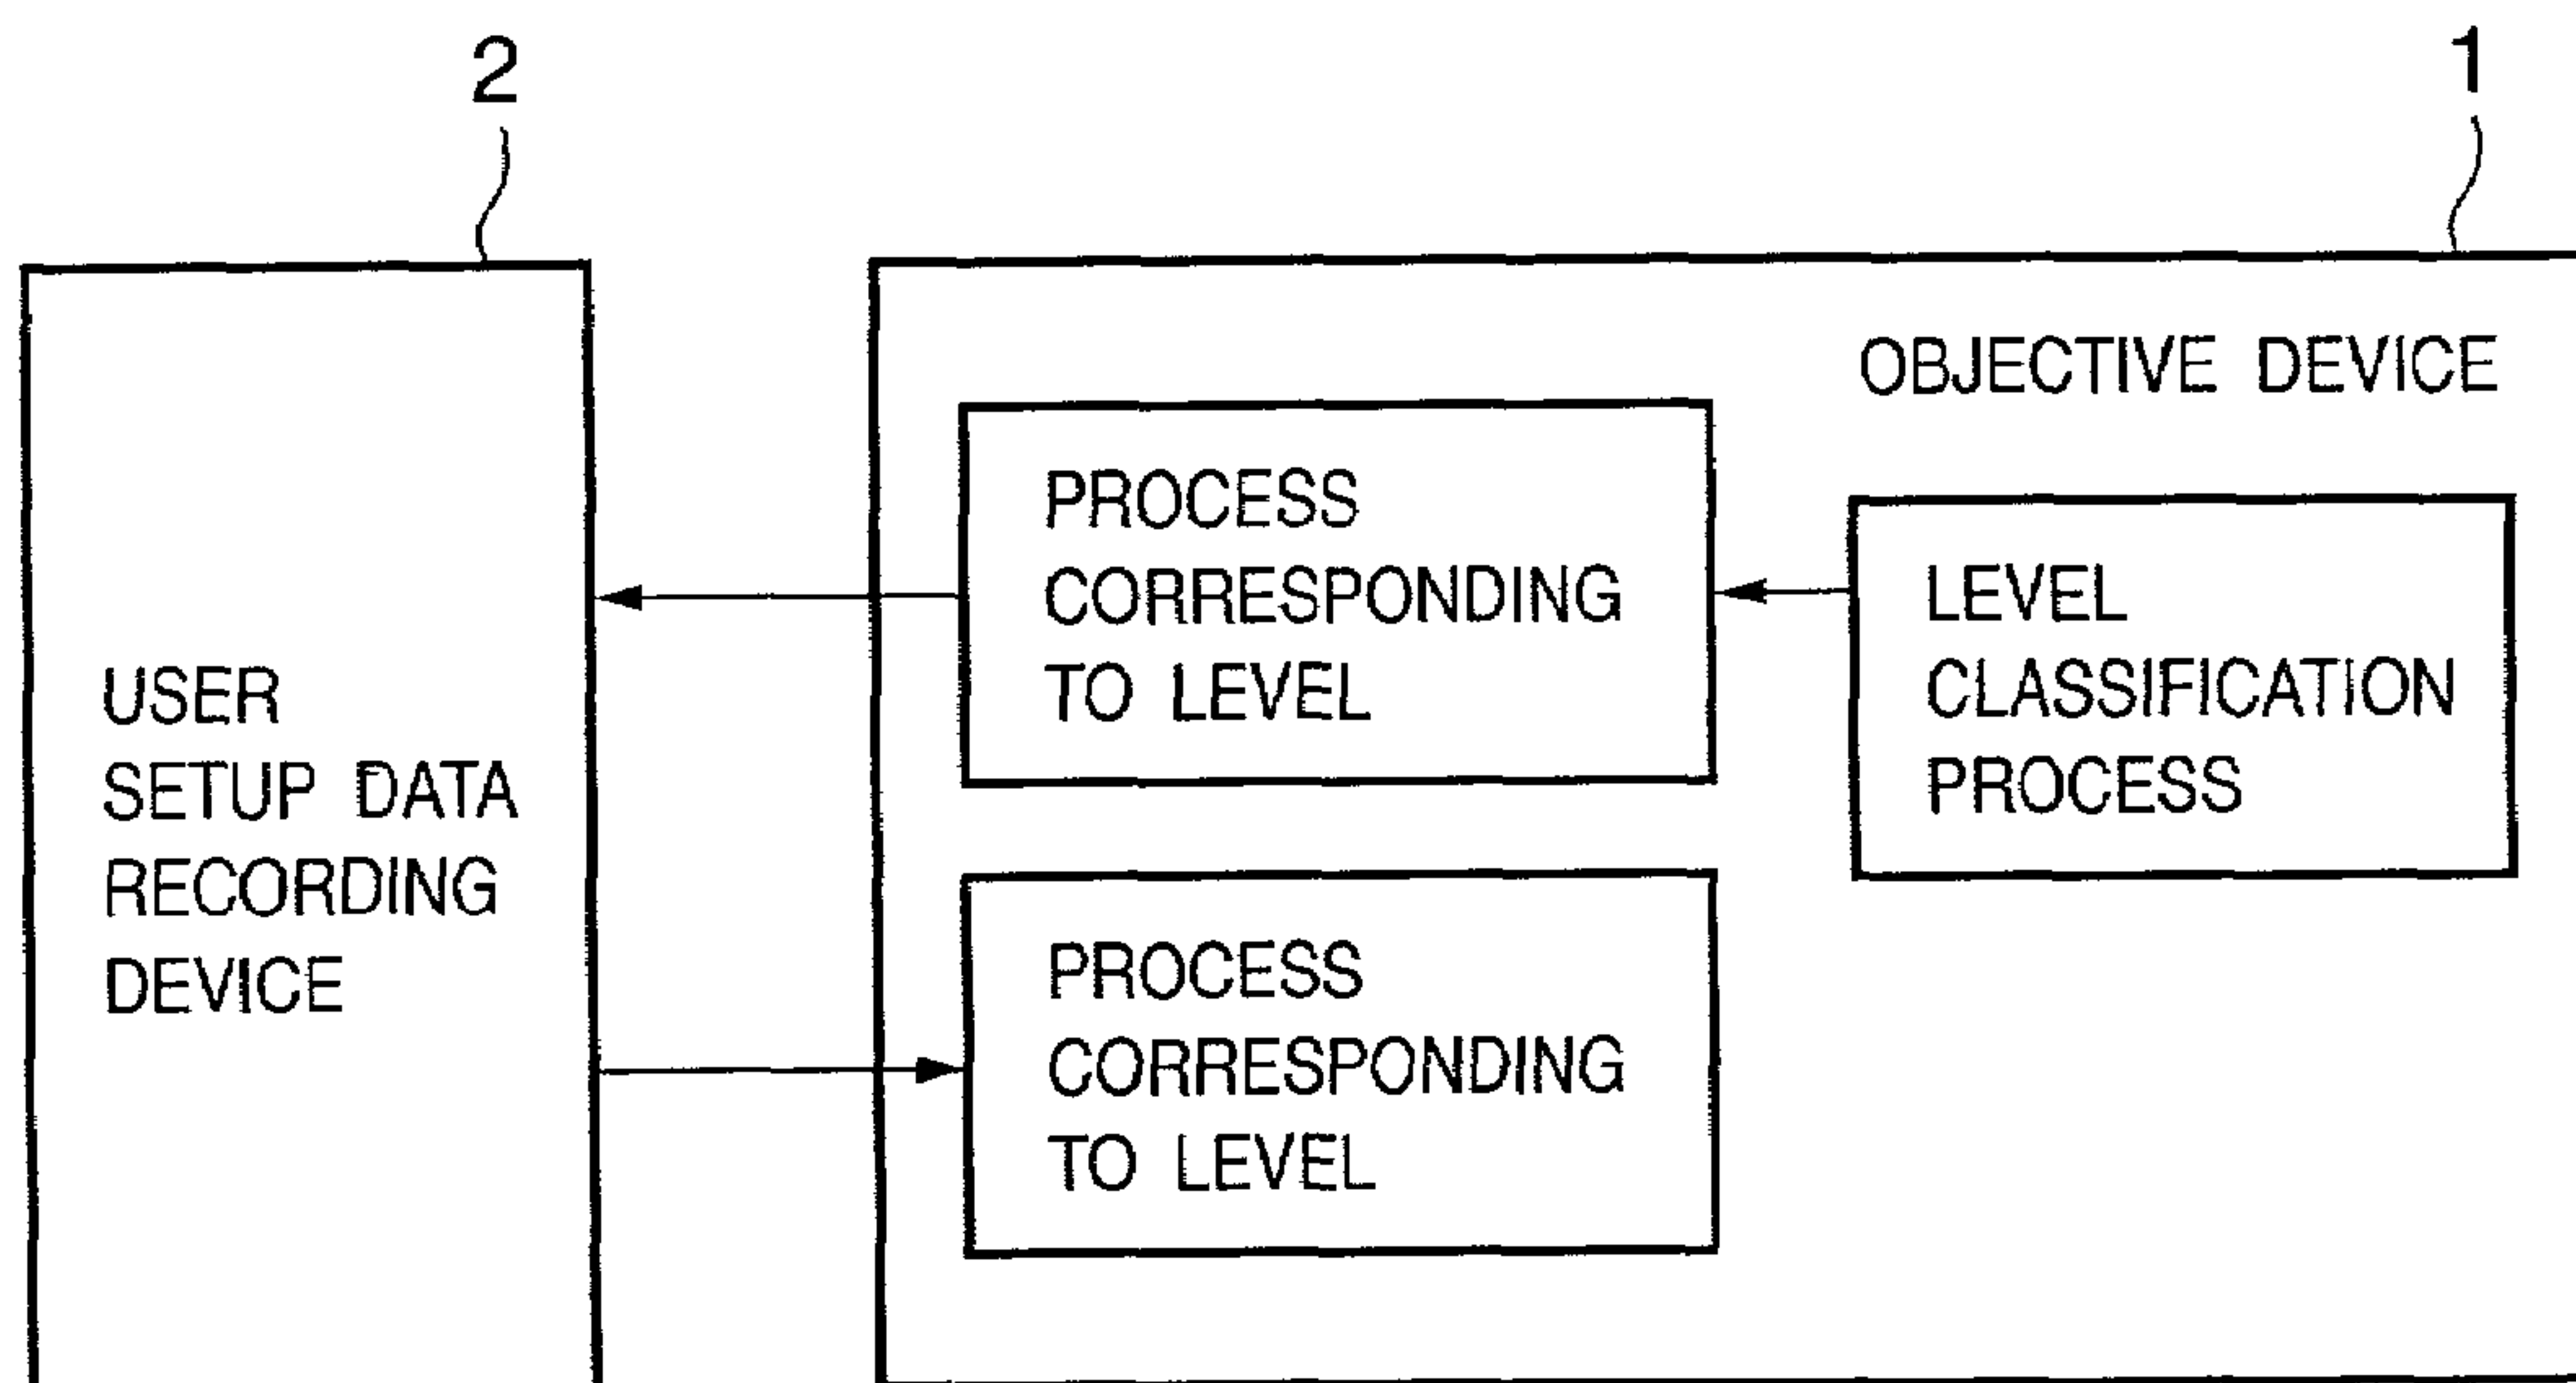 2
1
OBJECTIVE DEVICE
PROCESS
CORRESPONDING
TO LEVEL
LEVEL
CLASSIFICATION
PROCESS
USER
SETUP DATA
RECORDING
DEVICE
PROCESS
CORRESPONDING
TO LEVEL